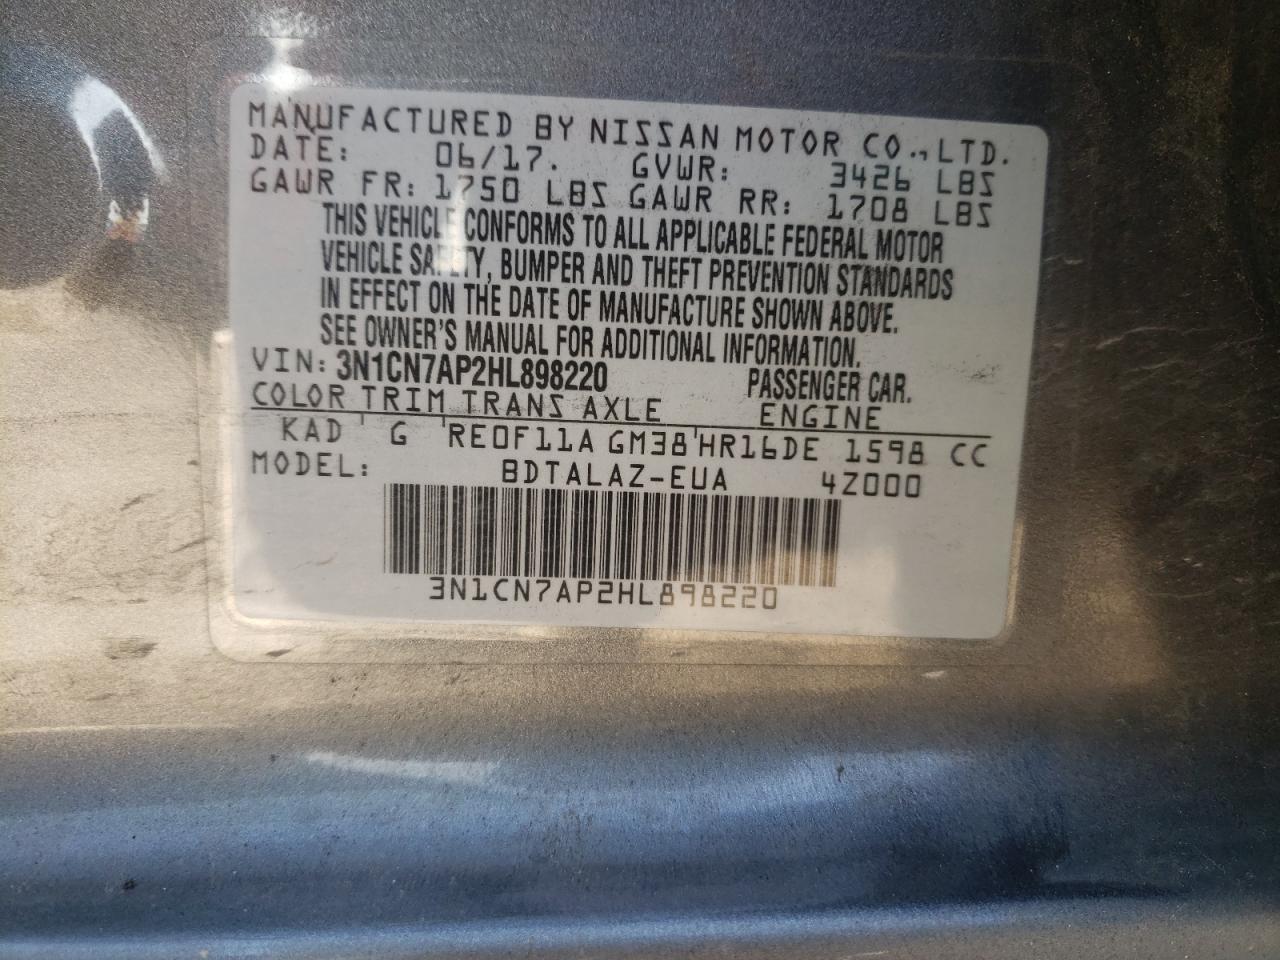 MANUFACTURED BY NISSAN MOTOR CO., LTD.
DATE: 06/17. GVWR: 3426 LBS
GAWR FR: 1750 LBS GAWR RR: 1708 LBS
THIS VEHICLE CONFORMS TO ALL APPLICABLE FEDERAL MOTOR
VEHICLE SAFETY, BUMPER AND THEFT PREVENTION STANDARDS
IN EFFECT ON THE DATE OF MANUFACTURE SHOWN ABOVE.
SEE OWNER'S MANUAL FOR ADDITIONAL INFORMATION.
VIN: 3N1CN7AP2HL898220 PASSENGER CAR.
COLOR TRIM TRANS AXLE ENGINE
KAD ' G 'RE0F11A GM38'HR16DE 1598 CC
MODEL: BDTALAZ-EUA 4Z000
3N1CN7AP2HL898220